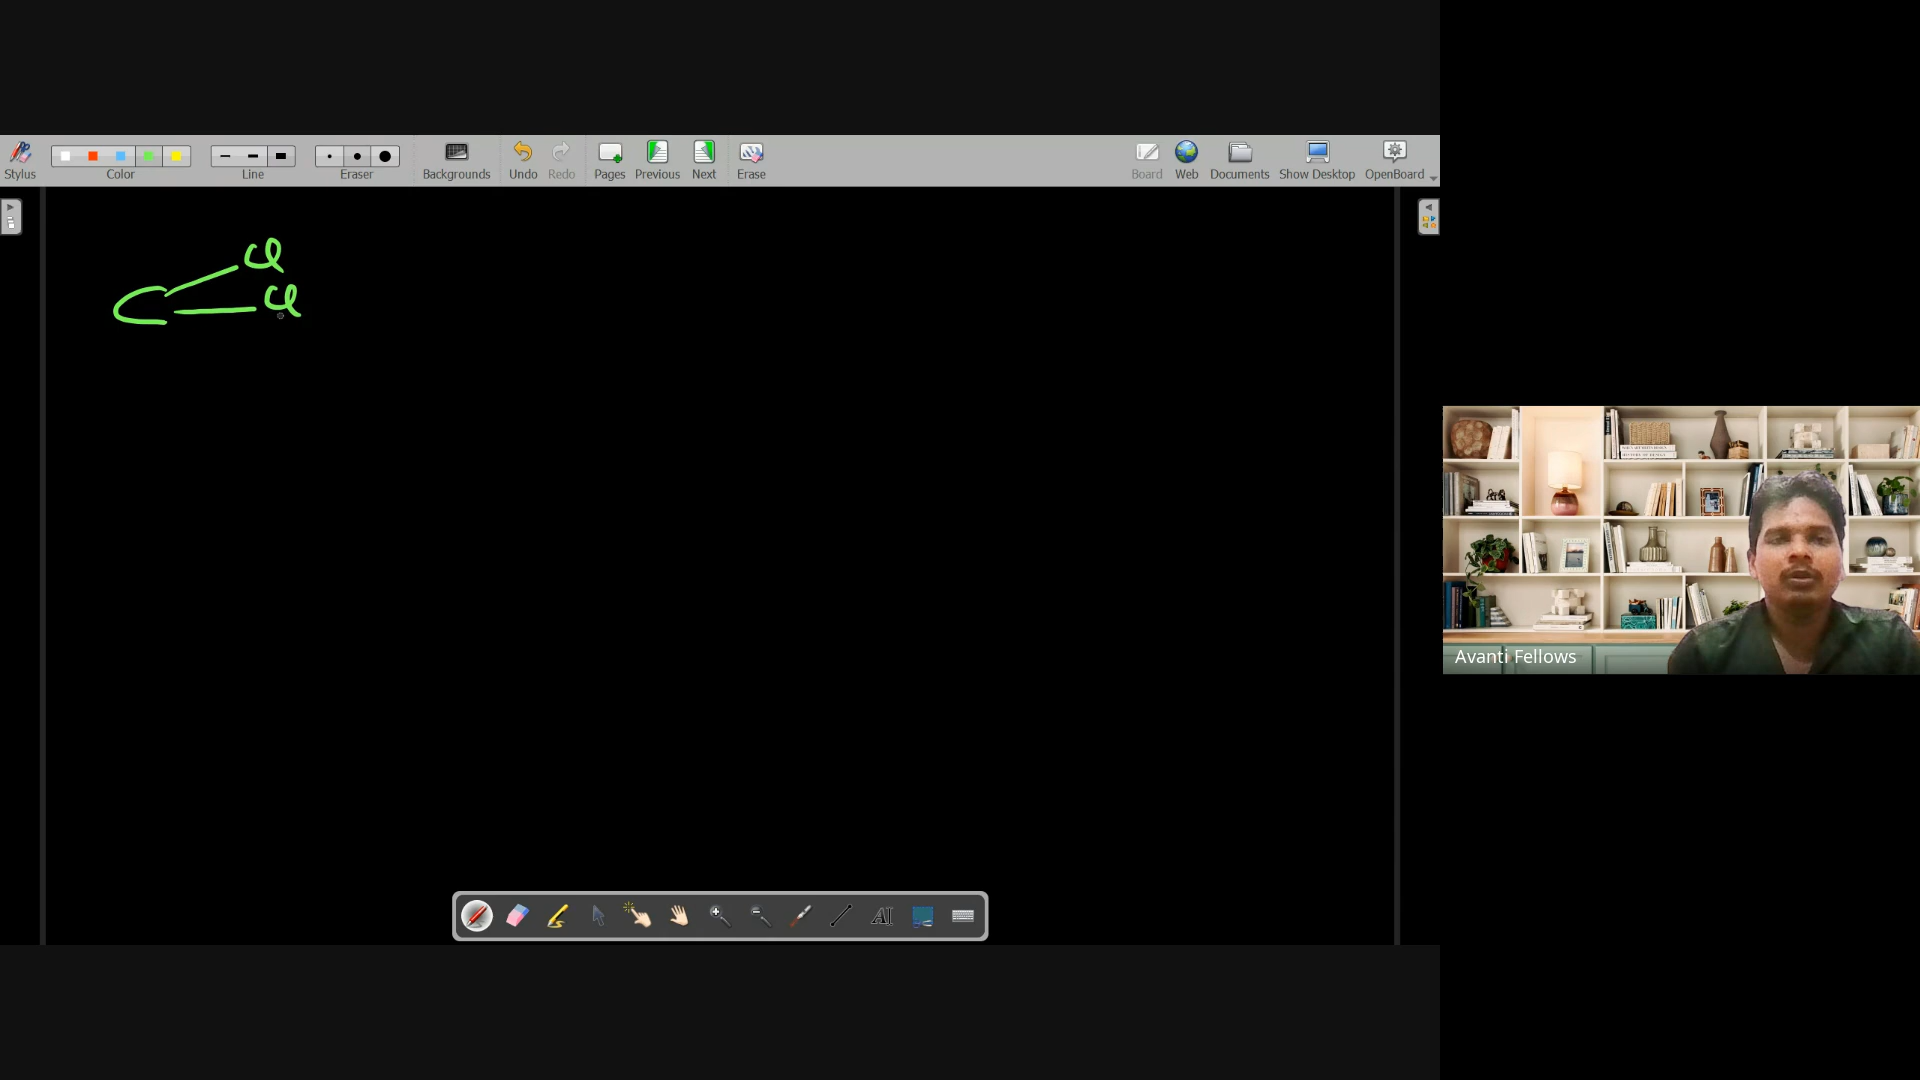 Stylus Color Line Eraser Backgrounds Undo Redo Pages Previous Next Erase Board Web Documents Show Desktop OpenBoard
Cl
C Cl
AI
Avanti Fellows